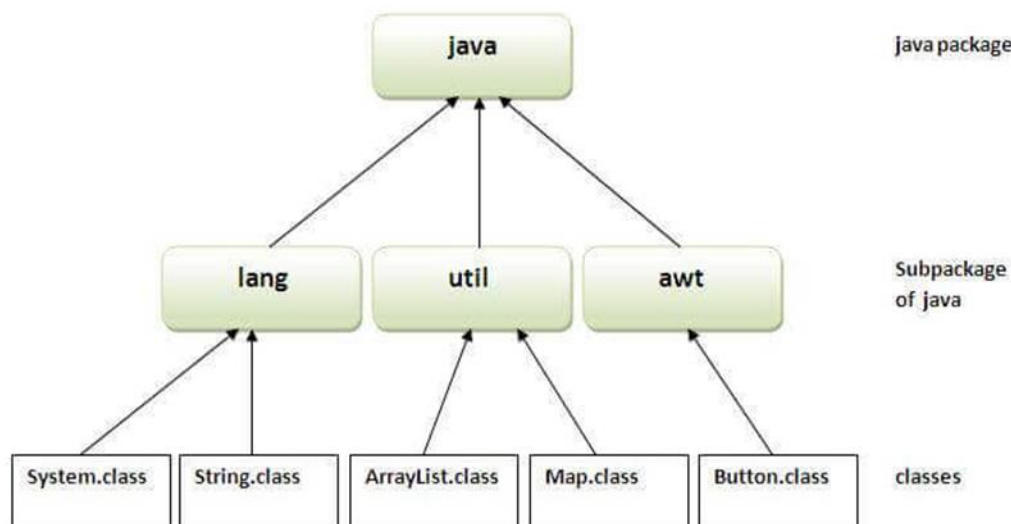 java
java package
lang
util
awt
Subpackage
of java
System.class
String.class
ArrayList.class
Map.class
Button.class
classes